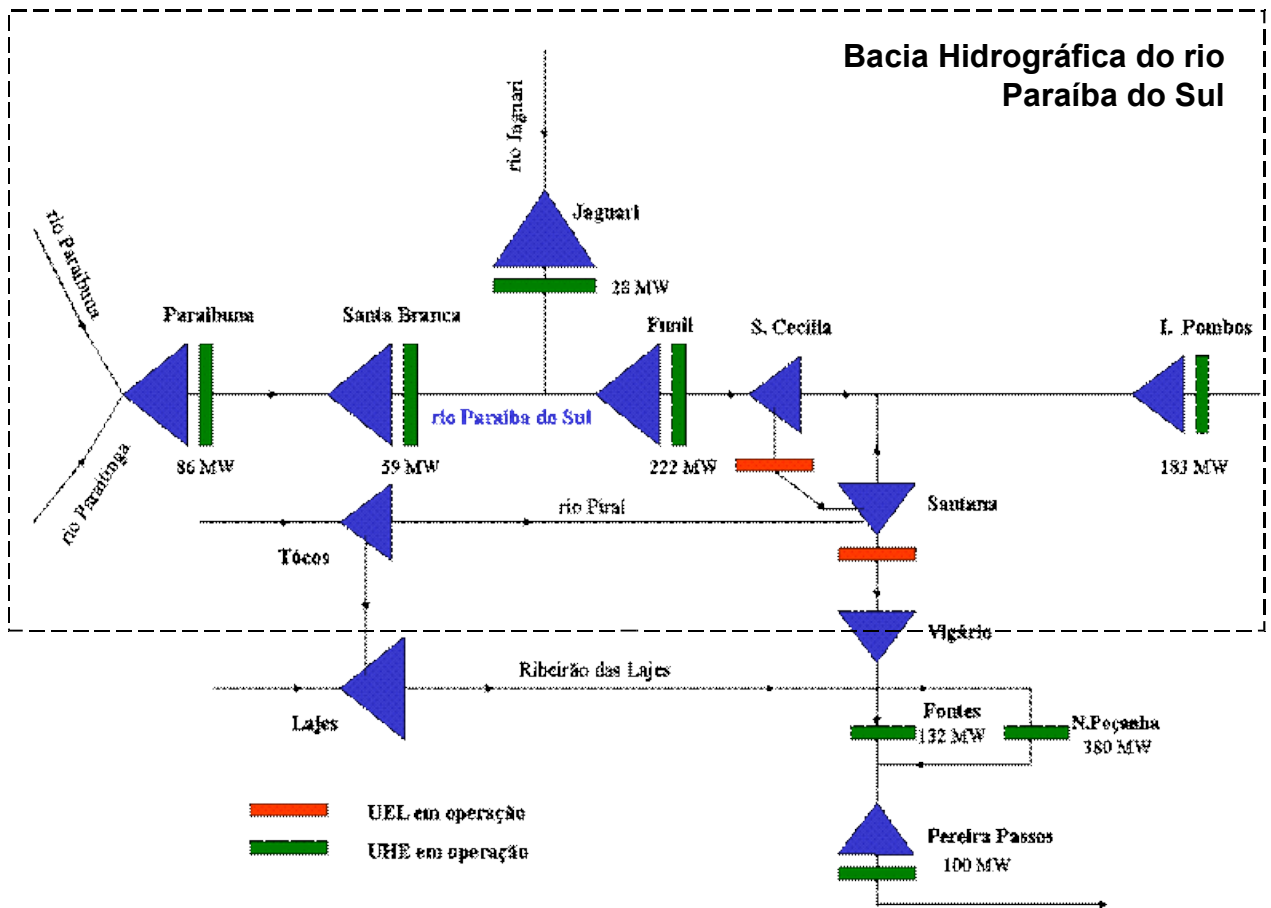 Bacia Hidrográfica do rio
Paraíba do Sul
rio Jaguari
Jaguari
28 MW
rio Paraibuna
rio Paraitinga
Paraibuna
86 MW
Santa Branca
59 MW
rio Paraíba do Sul
Funil
222 MW
S. Cecília
I. Pombos
183 MW
Santana
rio Piraí
Tócos
Vigário
Ribeirão das Lajes
Lajes
Fontes
132 MW
N.Peçanha
380 MW
UEL em operação
UHE em operação
Pereira Passos
100 MW